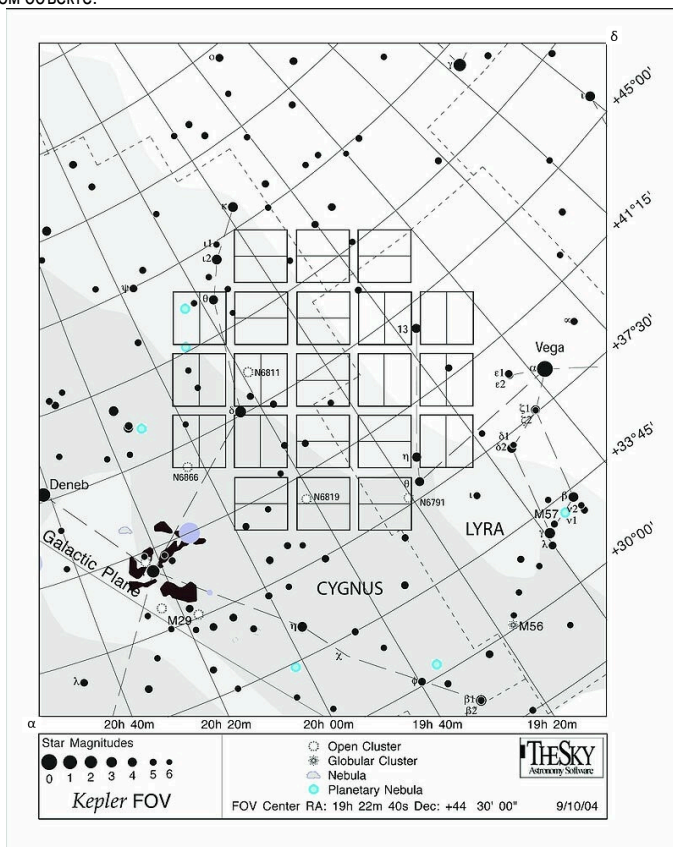 δ
ο
γ
ι
+45°00'
κ
+41°15'
ι1
ι2
ψ
θ
13
+37°30'
Vega
α
ε1
ε2
N6811
δ
ζ1
ζ2
+33°45'
δ1
δ2
η
N6866
θ
Deneb
N6819
N6791
ι
β
M57
ν2
ν1
γ
λ
LYRA
+30°00'
Galactic Plane
CYGNUS
M29
η
M56
χ
λ
φ
β1
β2
α
20h 40m
20h 20m
20h 00m
19h 40m
19h 20m
Star Magnitudes
0 1 2 3 4 5 6
Kepler FOV
Open Cluster
Globular Cluster
Nebula
Planetary Nebula
FOV Center RA: 19h 22m 40s Dec: +44 30' 00"
9/10/04
THESKY
Astronomy Software